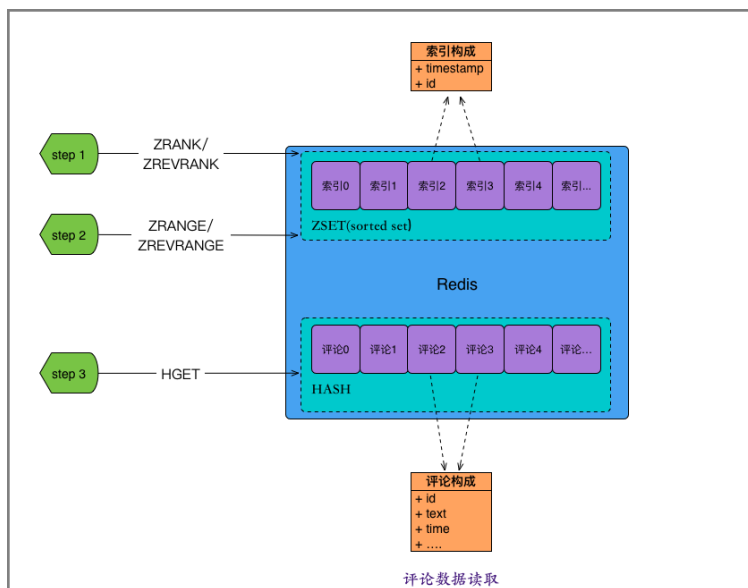 索引构成
+ timestamp
+ id
step 1
ZRANK/
ZREVRANK
索引0 索引1 索引2 索引3 索引4 索引...
ZSET(sorted set)
step 2
ZRANGE/
ZREVRANGE
Redis
评论0 评论1 评论2 评论3 评论4 评论...
step 3
HGET
HASH
评论构成
+ id
+ text
+ time
+ ....
评论数据读取